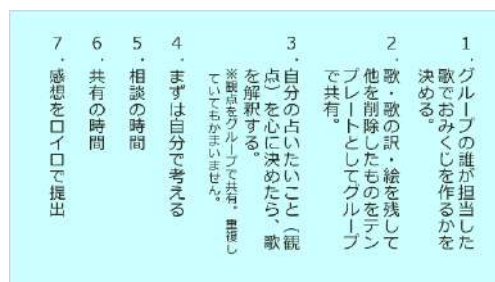 １．グループの誰が担当した
歌でおみくじを作るかを
決める。
２．歌・歌の訳・絵を残して
他を削除したものをテン
プレートとしてグループ
で共有。
３．自分の占いたいこと（観
点）を心に決めたら、歌
を解釈する。
※観点をグループで共有。重複し
ていてもかまいません。
４．まずは自分で考える
５．相談の時間
６．共有の時間
７．感想をロイロで提出